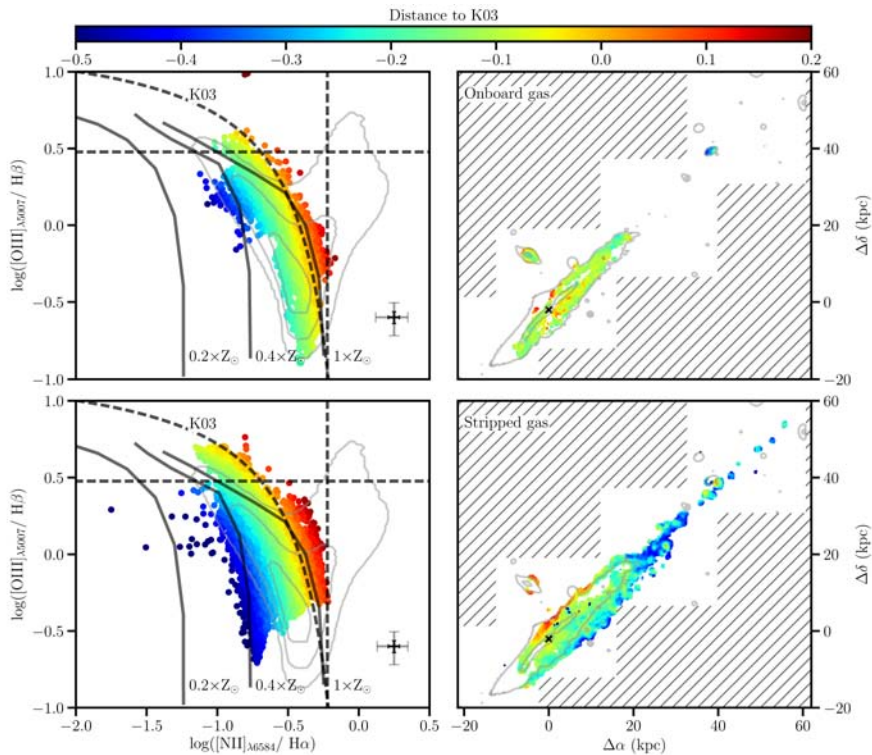 Distance to K03
−0.5 −0.4 −0.3 −0.2 −0.1 0.0 0.1 0.2
1.0
0.5
0.0
−0.5
−1.0
log([OIII]λ5007/ Hβ)
K03
0.2×Z⊙ 0.4×Z⊙ 1×Z⊙
Onboard gas
60
40
20
0
−20
Δδ (kpc)
1.0
0.5
0.0
−0.5
−1.0
log([OIII]λ5007/ Hβ)
K03
0.2×Z⊙ 0.4×Z⊙ 1×Z⊙
−2.0 −1.5 −1.0 −0.5 0.0 0.5
log([NII]λ6584/ Hα)
Stripped gas
60
40
20
0
−20
Δδ (kpc)
−20 0 20 40 60
Δα (kpc)